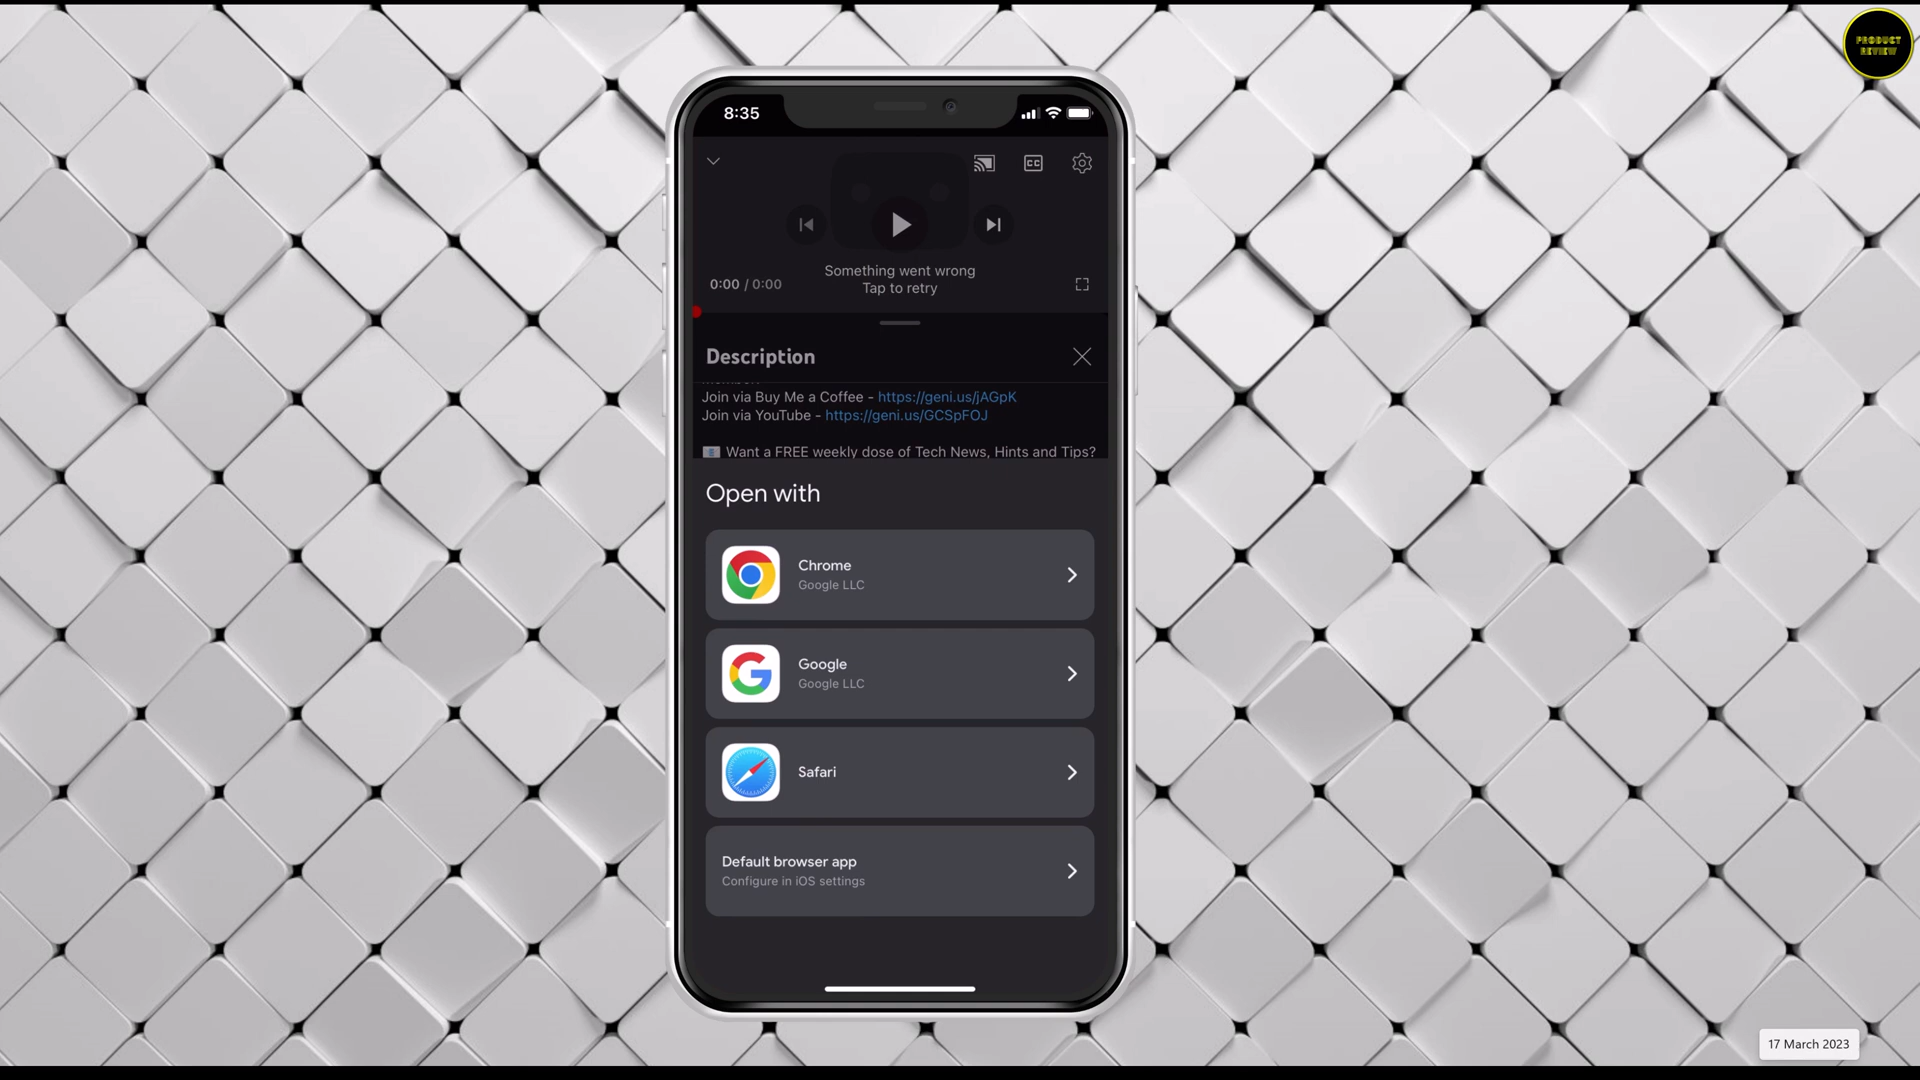 PRODUCT
REVIEW
8:35
CC
Something went wrong
0:00 / 0:00
Tap to retry
Description
Join via Buy Me a Coffee - https://geni.us/jAGpK
Join via YouTube - https://geni.us/GCSpFOJ
Want a FREE weekly dose of Tech News, Hints and Tips?
Open with
Chrome
Google LLC
Google
Google LLC
Safari
Default browser app
Configure in iOS settings
17 March 2023